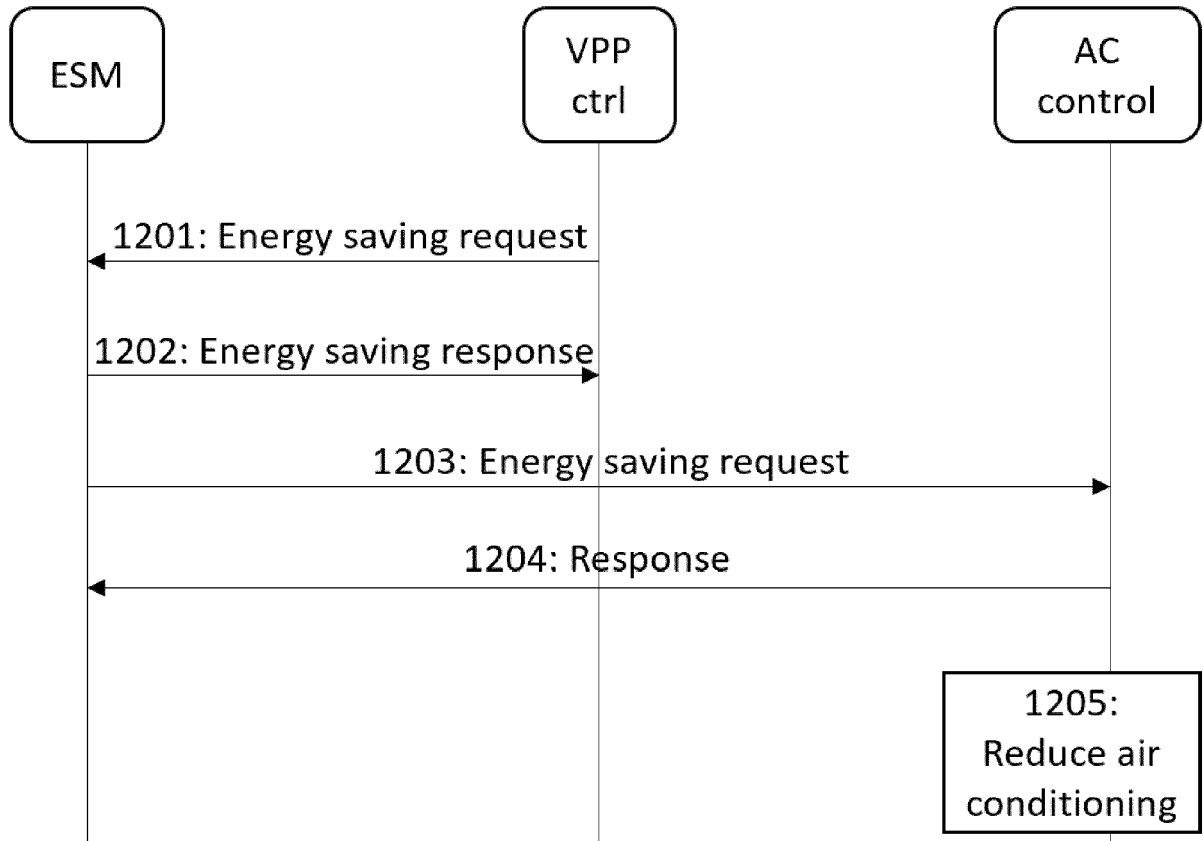 ESM
VPP
ctrl
AC
control
1201: Energy saving request
1202: Energy saving response
1203: Energy saving request
1204: Response
1205:
Reduce air
conditioning